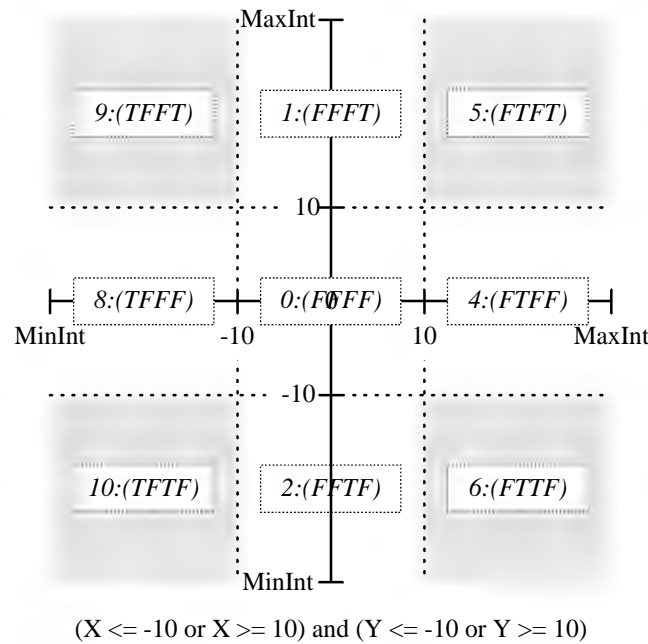 MaxInt
9:(TFFT) 1:(FFFT) 5:(FTFT)
10
8:(TFFF) 0:(FFFF) 0 4:(FTFF)
MinInt -10 10 MaxInt
-10
10:(TFTF) 2:(FFTF) 6:(FTTF)
MinInt
(X <= -10 or X >= 10) and (Y <= -10 or Y >= 10)